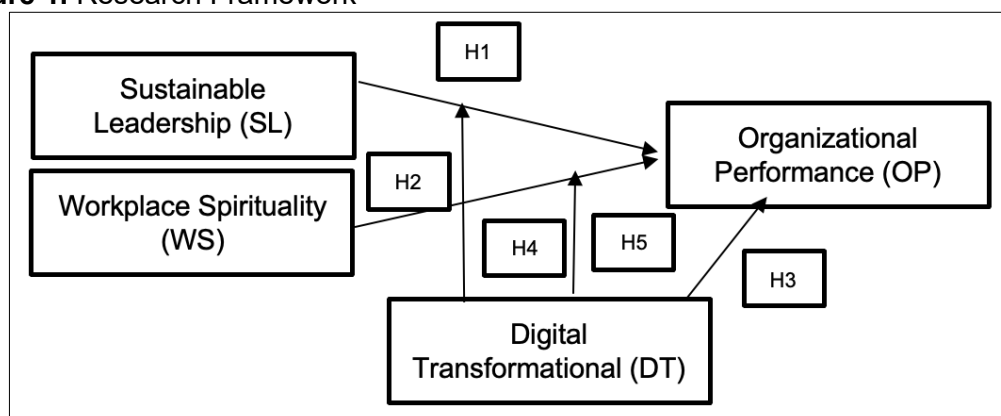 Research Framework
H1
Sustainable
Leadership (SL)
Organizational
Performance (OP)
H2
Workplace Spirituality
(WS)
H4
H5
H3
Digital
Transformational (DT)